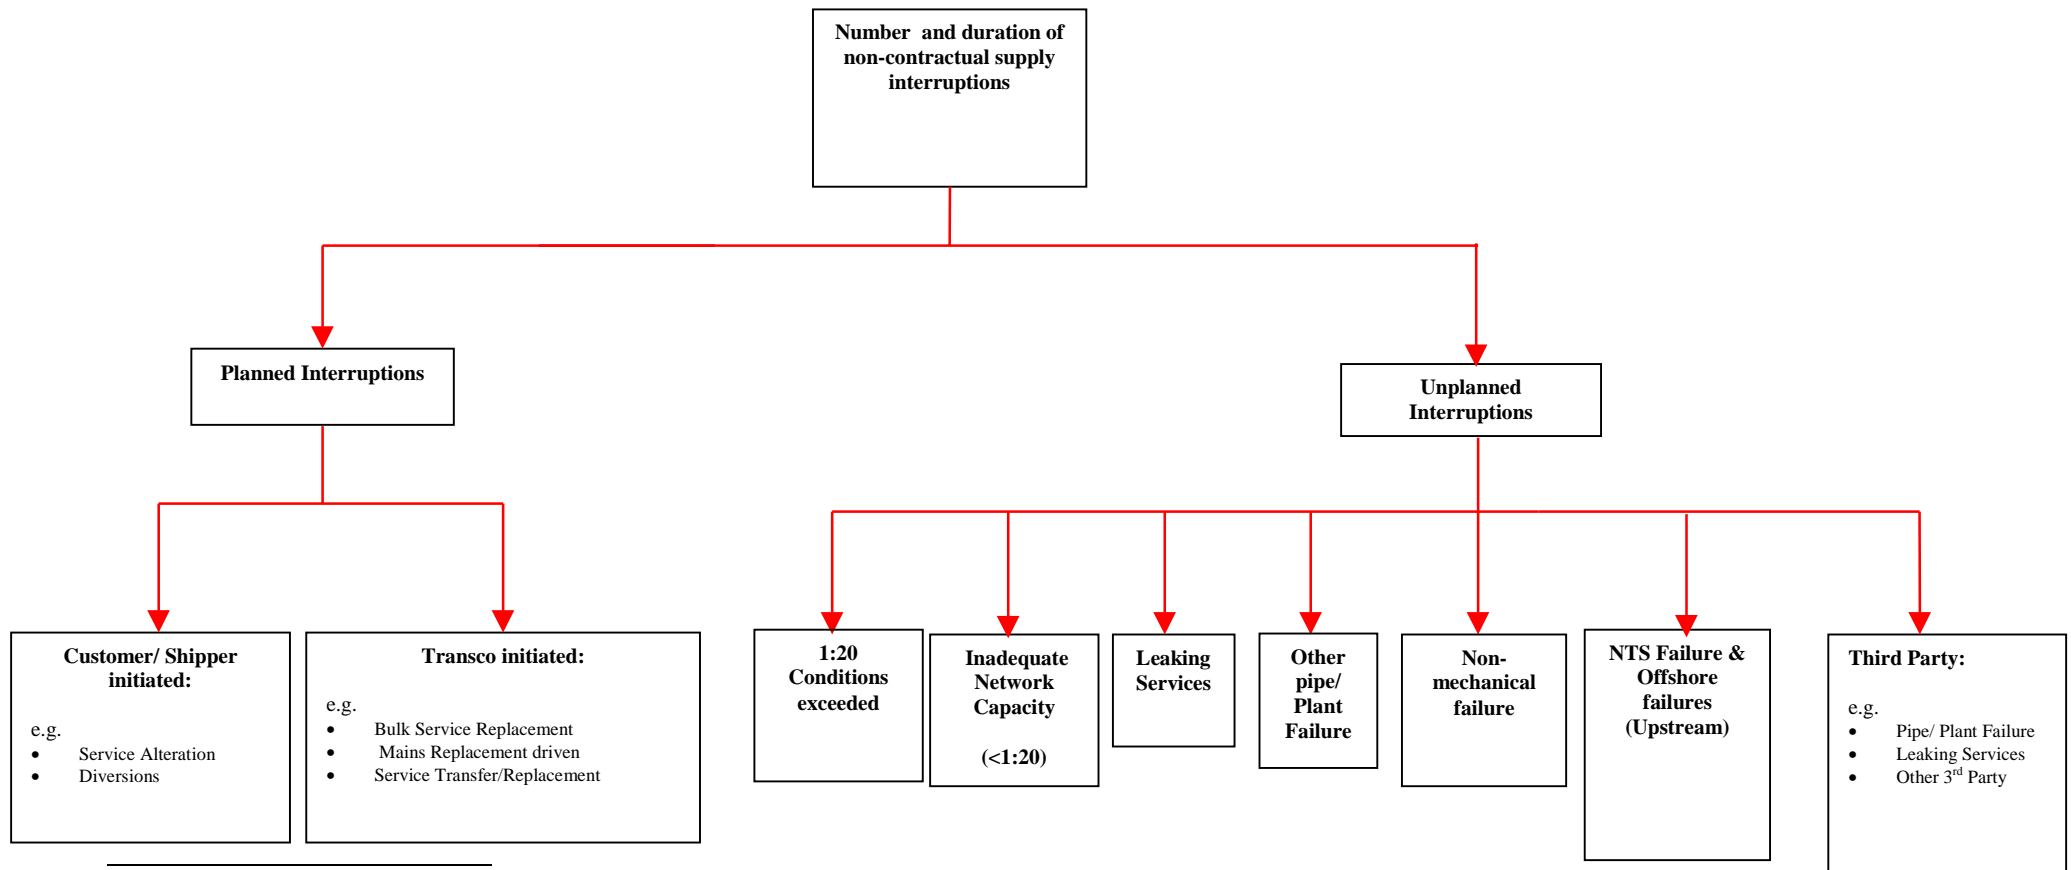 Number and duration of
non-contractual supply
interruptions
Planned Interruptions
Unplanned
Interruptions
Customer/ Shipper
initiated:
e.g.
• Service Alteration
• Diversions
Transco initiated:
e.g.
• Bulk Service Replacement
• Mains Replacement driven
• Service Transfer/Replacement
1:20
Conditions
exceeded
Inadequate
Network
Capacity
(<1:20)
Leaking
Services
Other
pipe/
Plant
Failure
Non-
mechanical
failure
NTS Failure &
Offshore
failures
(Upstream)
Third Party:
e.g.
• Pipe/ Plant Failure
• Leaking Services
• Other 3rd Party